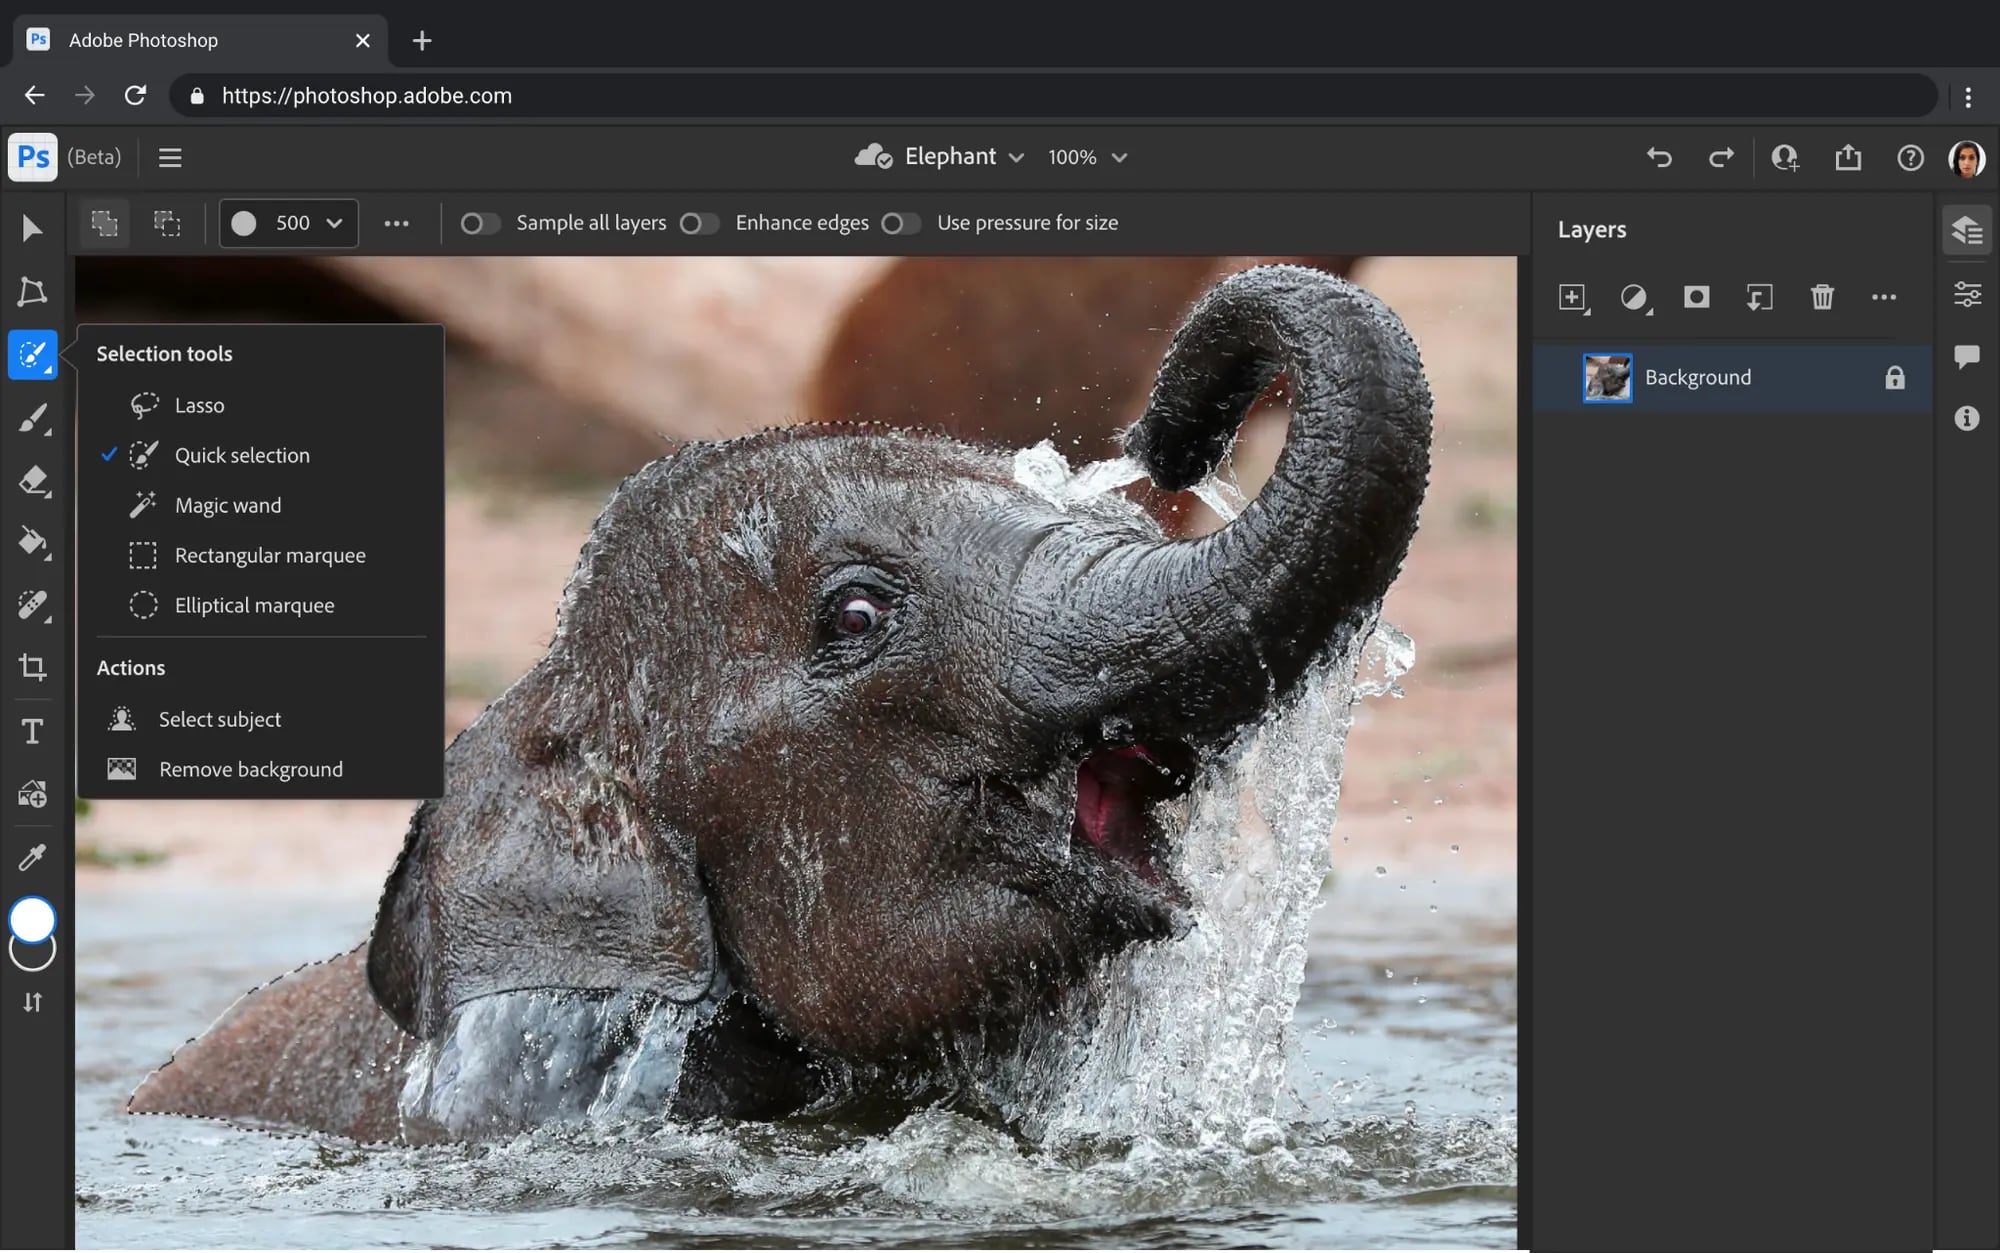 Ps Adobe Photoshop
https://photoshop.adobe.com
Ps (Beta) Elephant 100%
500 Sample all layers Enhance edges Use pressure for size
Layers
Background
Selection tools
Lasso
Quick selection
Magic wand
Rectangular marquee
Elliptical marquee
Actions
Select subject
Remove background